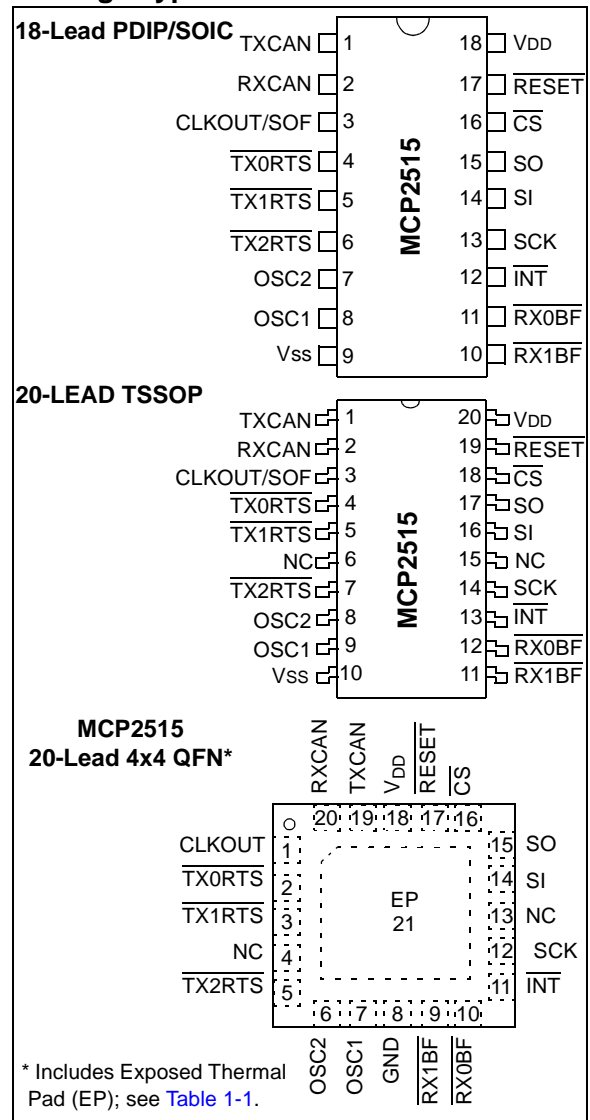 18-Lead PDIP/SOIC
TXCAN 1 18 VDD
RXCAN 2 17 RESET
CLKOUT/SOF 3 16 CS
TX0RTS 4 15 SO
TX1RTS 5 14 SI
TX2RTS 6 13 SCK
OSC2 7 12 INT
OSC1 8 11 RX0BF
Vss 9 10 RX1BF
MCP2515
20-LEAD TSSOP
TXCAN 1 20 VDD
RXCAN 2 19 RESET
CLKOUT/SOF 3 18 CS
TX0RTS 4 17 SO
TX1RTS 5 16 SI
NC 6 15 NC
TX2RTS 7 14 SCK
OSC2 8 13 INT
OSC1 9 12 RX0BF
Vss 10 11 RX1BF
MCP2515
MCP2515
20-Lead 4x4 QFN*
RXCAN TXCAN VDD RESET CS
20 19 18 17 16
CLKOUT 1 15 SO
TX0RTS 2 14 SI
TX1RTS 3 13 NC
NC 4 12 SCK
TX2RTS 5 11 INT
EP
21
6 7 8 9 10
OSC2 OSC1 GND RX1BF RX0BF
* Includes Exposed Thermal
Pad (EP); see Table 1-1.